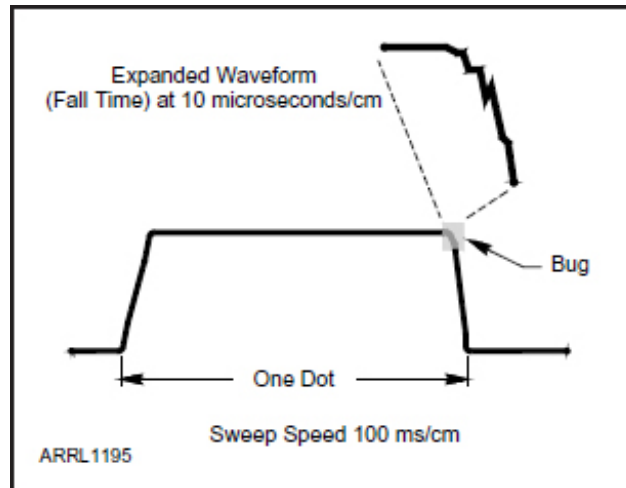 Expanded Waveform
(Fall Time) at 10 microseconds/cm
Bug
One Dot
Sweep Speed 100 ms/cm
ARRL1195